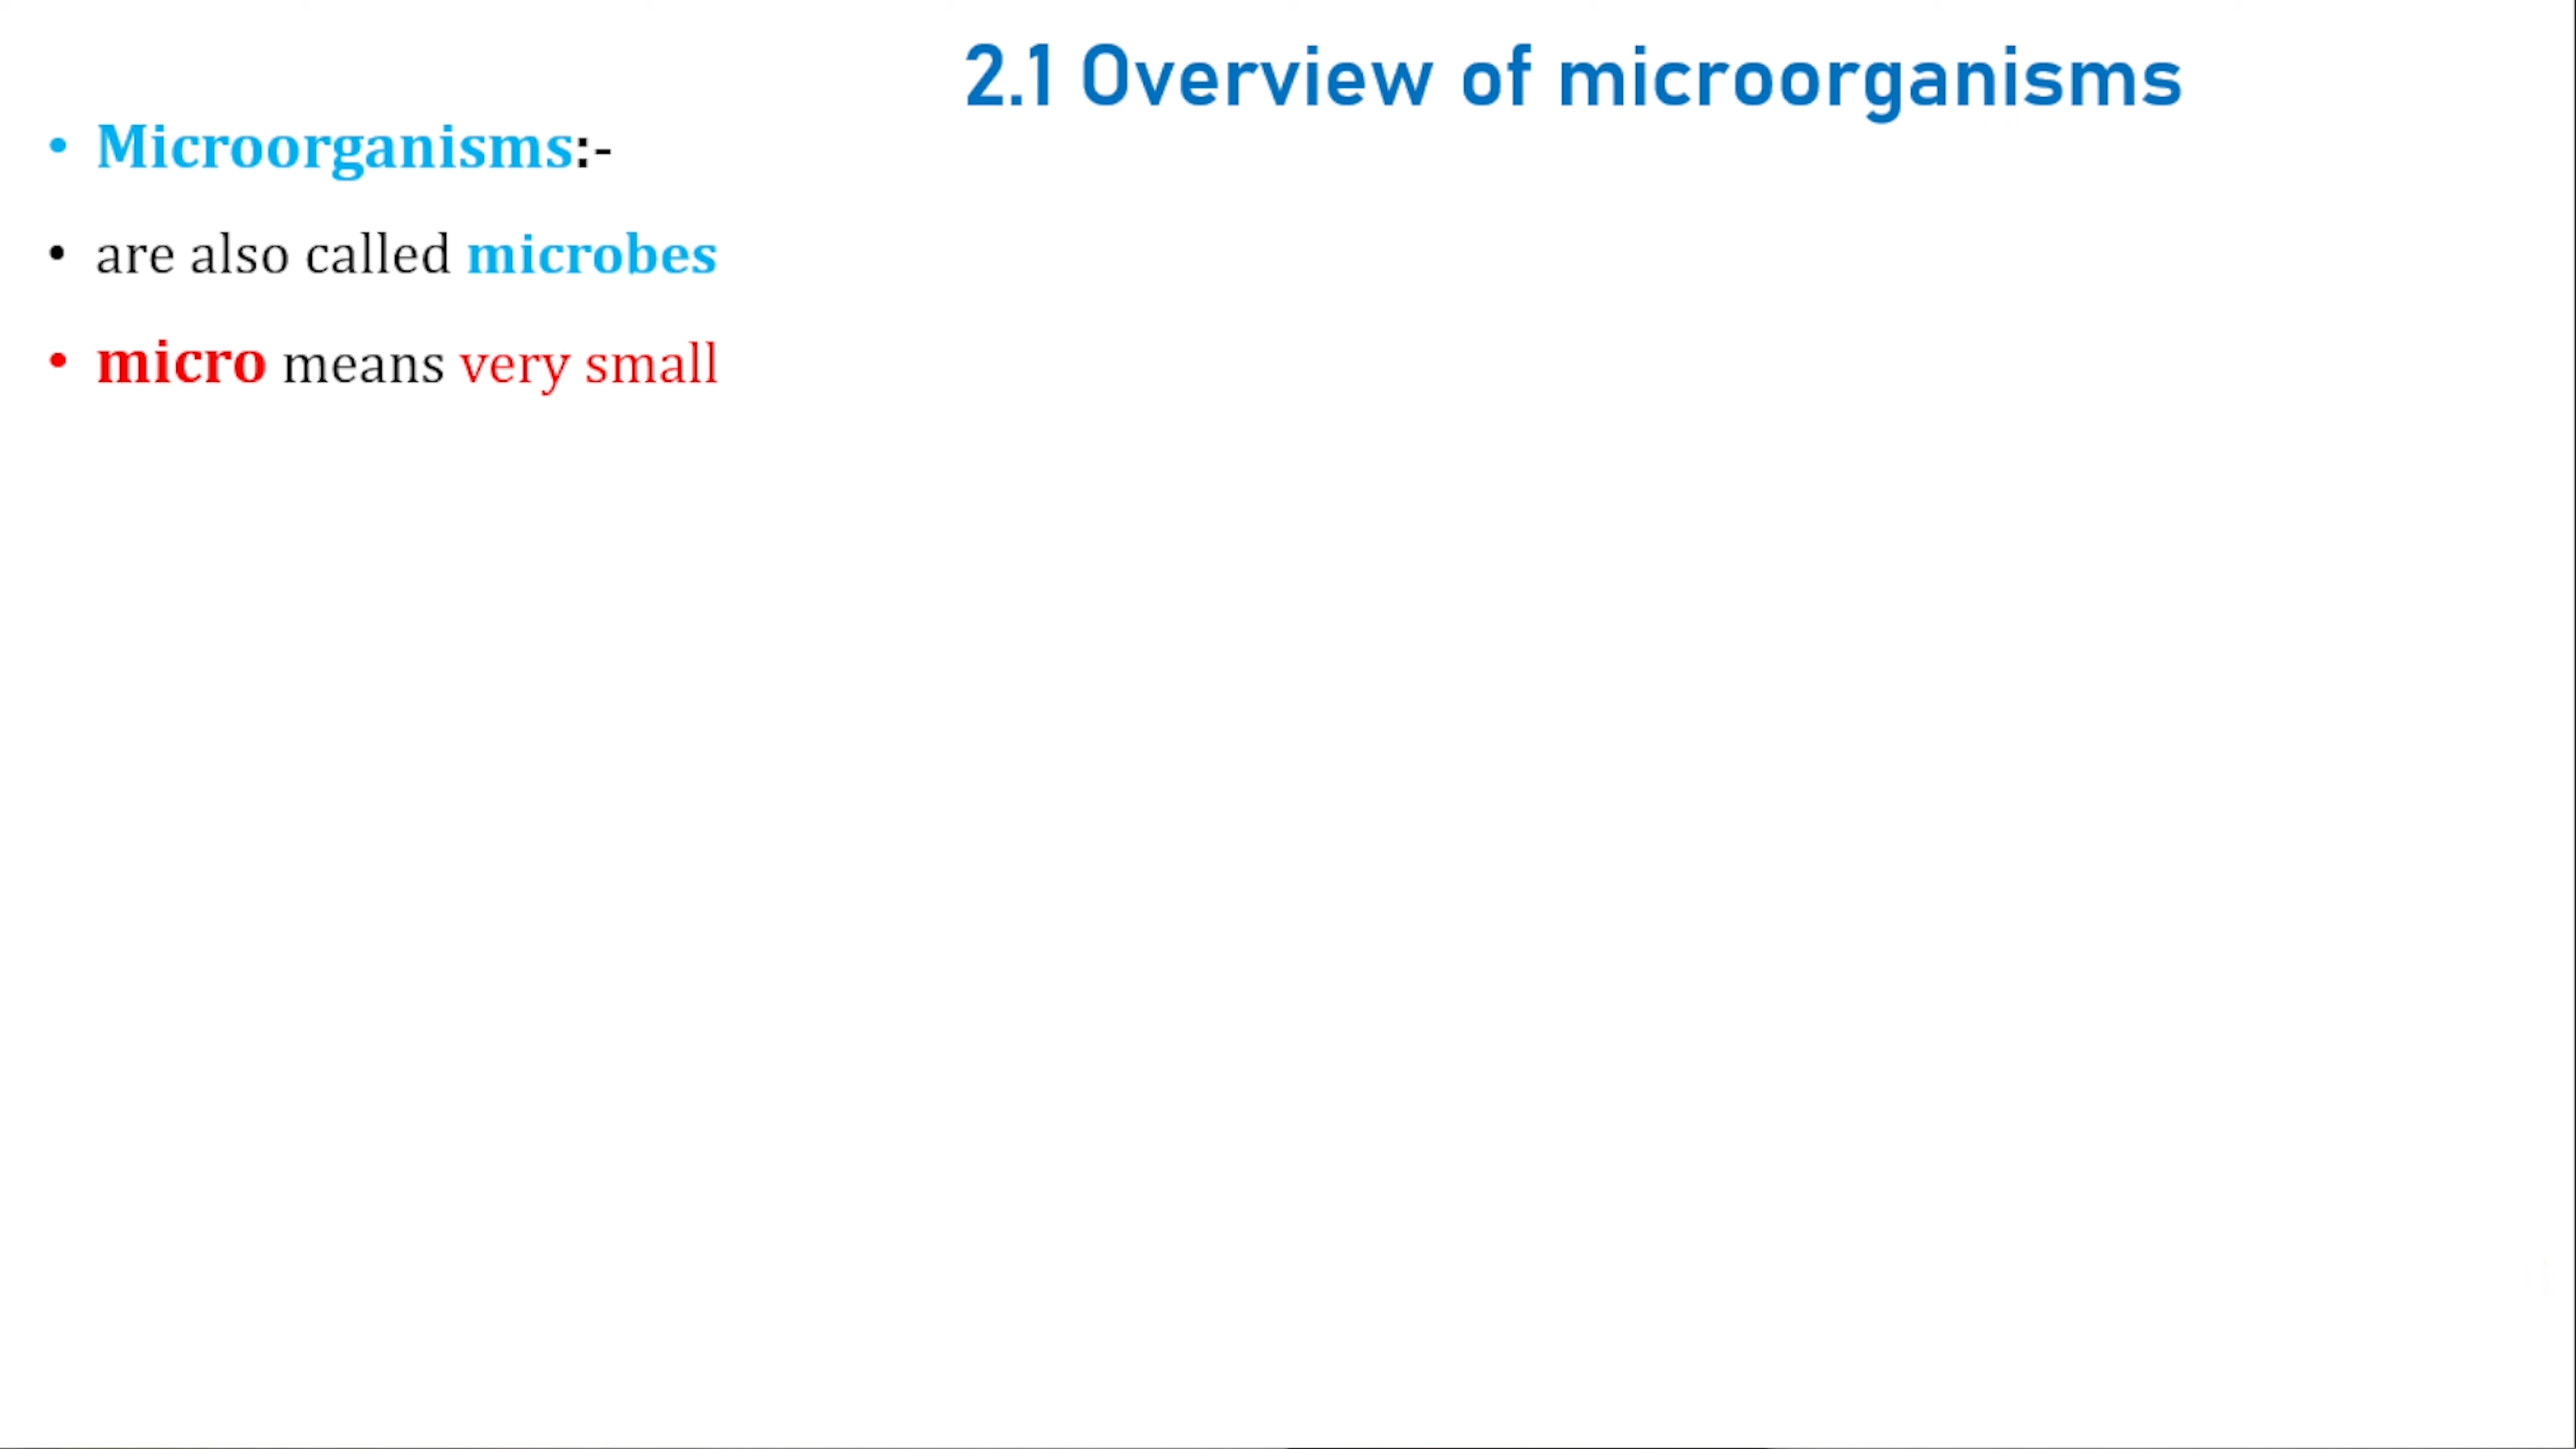 2.1 Overview of microorganisms
• Microorganisms:-
• are also called microbes
• micro means very small